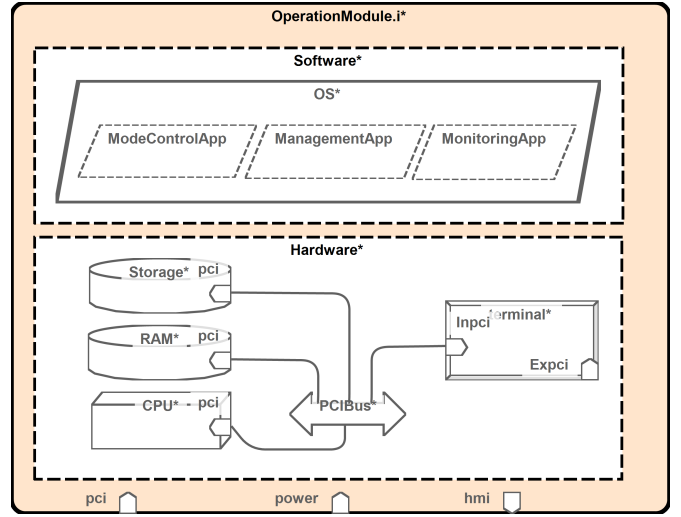 OperationModule.i*
Software*
OS*
ModeControlApp ManagementApp MonitoringApp
Hardware*
Storage* pci
terminal*
Inpci
RAM* pci
Expci
CPU* pci
PCIBus*
pci power hmi